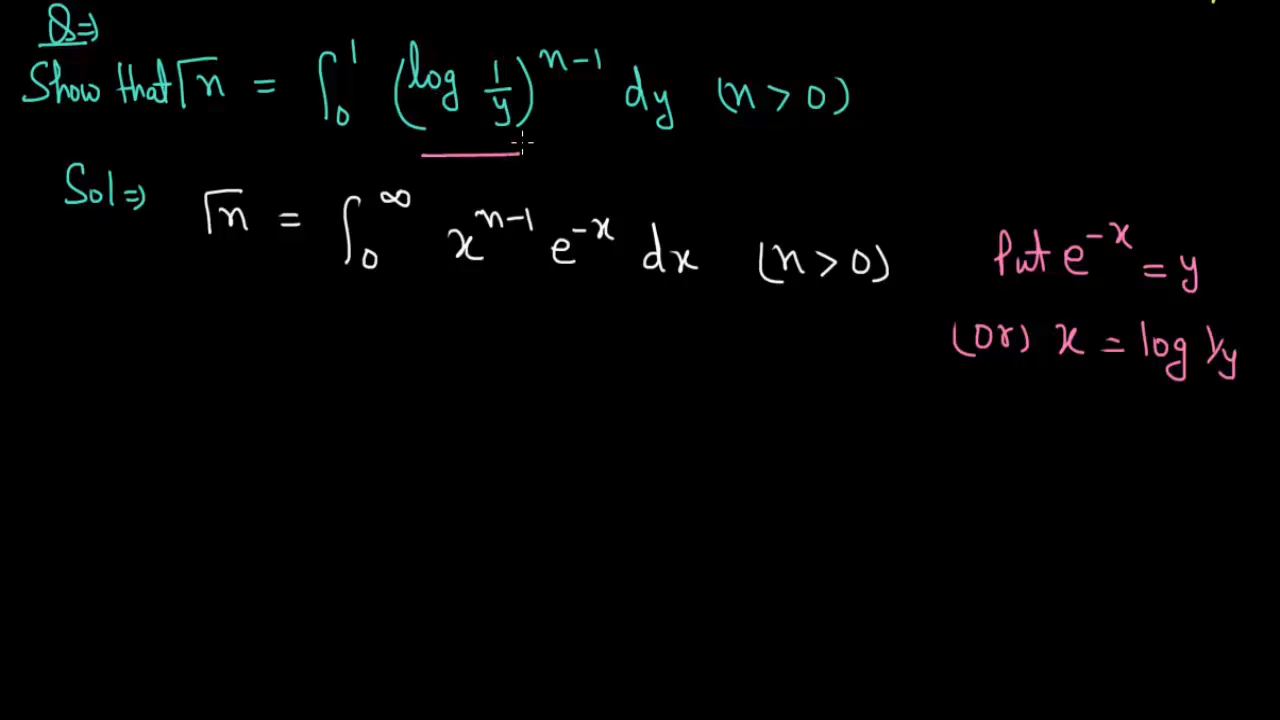 Q⇒
Show that Γn = ∫₀¹ (log 1/y)ⁿ⁻¹ dy (n > 0)
Sol⇒
Γn = ∫₀^∞ xⁿ⁻¹ e⁻ˣ dx (n > 0)
Put e⁻ˣ = y
(Or) x = log 1/y